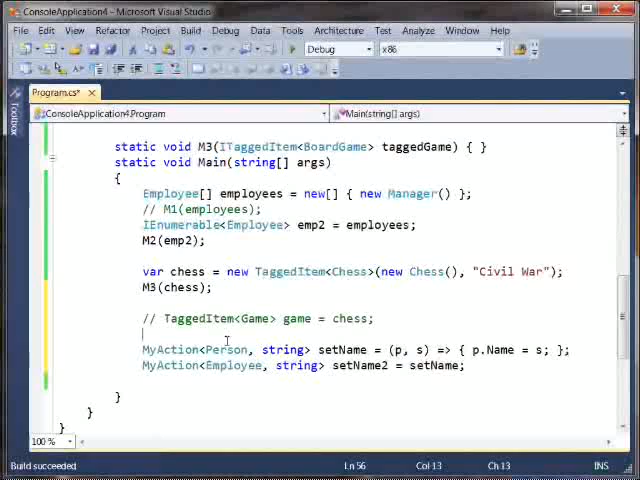 ConsoleApplication4 - Microsoft Visual Studio
File Edit View Refactor Project Build Debug Data Tools Architecture Test Analyze Window Help
Debug x86
Program.cs* ×
Toolbox
ConsoleApplication4.Program Main(string[] args)
static void M3(ITaggedItem<BoardGame> taggedGame) { }
static void Main(string[] args)
{
Employee[] employees = new[] { new Manager() };
// M1(employees);
IEnumerable<Employee> emp2 = employees;
M2(emp2);
var chess = new TaggedItem<Chess>(new Chess(), "Civil War");
M3(chess);
// TaggedItem<Game> game = chess;
MyAction<Person, string> setName = (p, s) => { p.Name = s; };
MyAction<Employee, string> setName2 = setName;
}
}
}
100 %
Build succeeded Ln 56 Col 13 Ch 13 INS